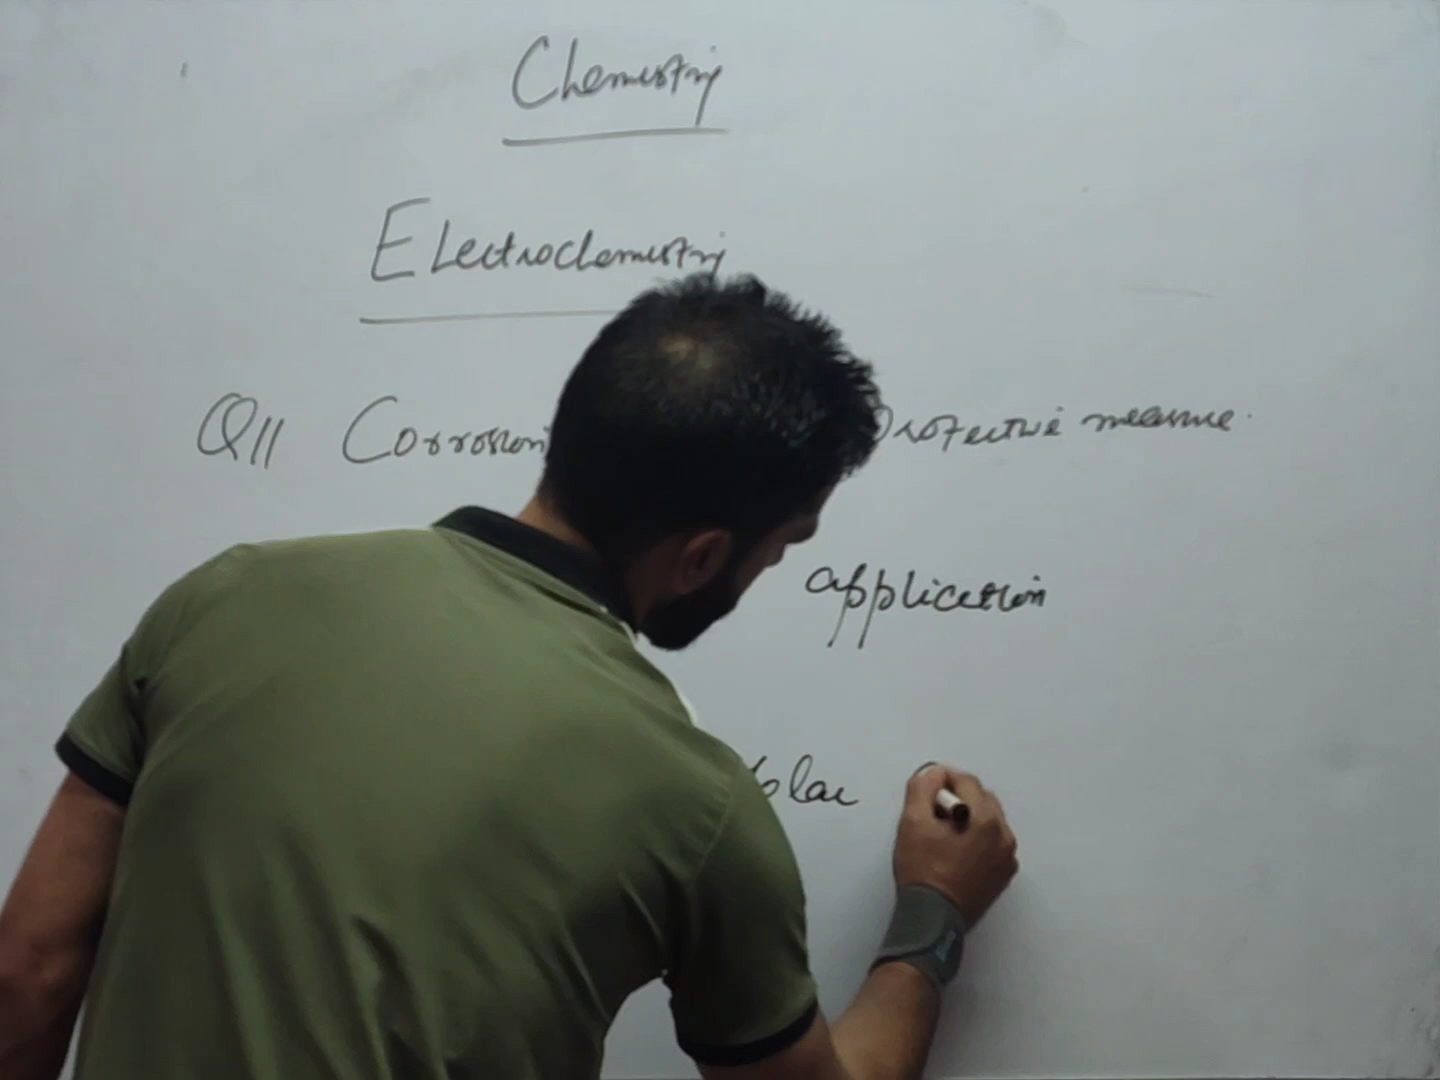 Chemistry
Electrochemistry
Q11 Corrosion Protective measure.
application